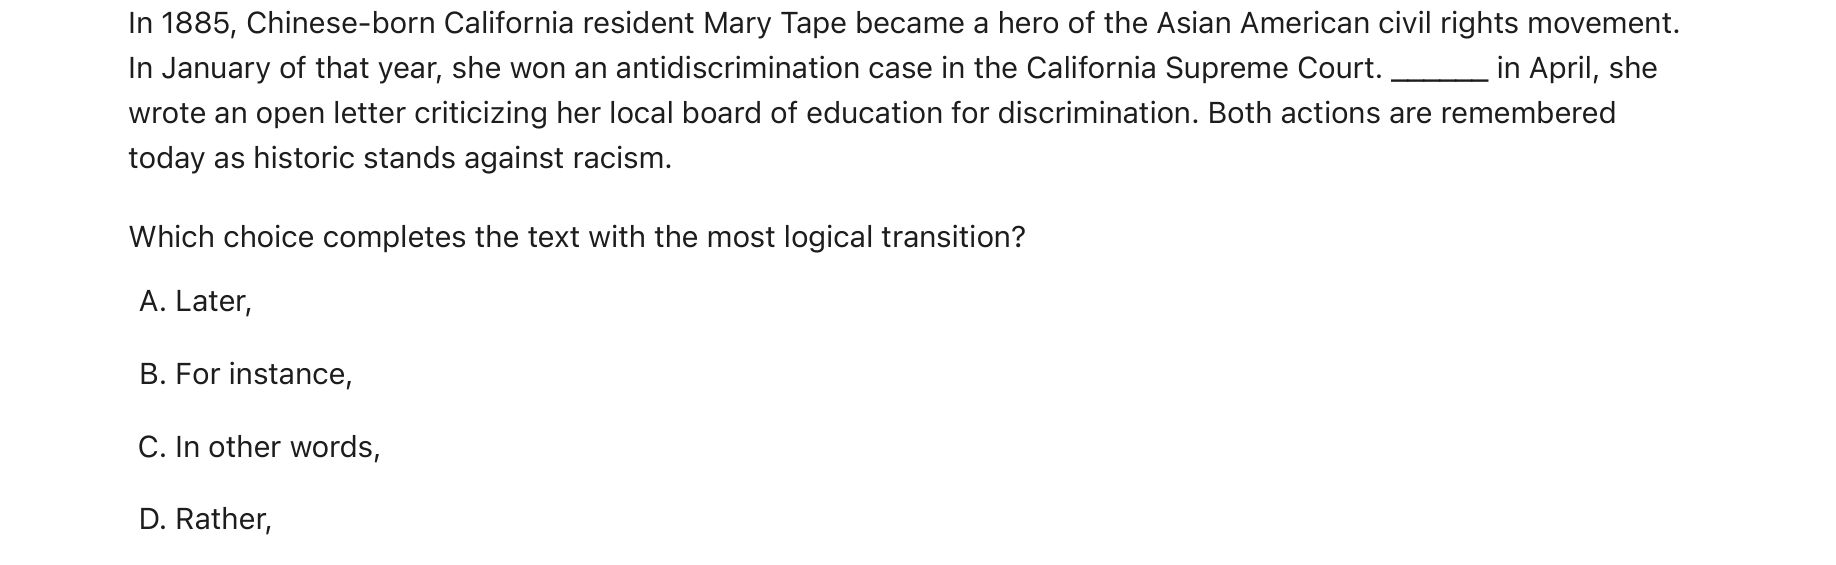 In 1885, Chinese-born California resident Mary Tape became a hero of the Asian American civil rights movement.
In January of that year, she won an antidiscrimination case in the California Supreme Court. ______ in April, she
wrote an open letter criticizing her local board of education for discrimination. Both actions are remembered
today as historic stands against racism.
Which choice completes the text with the most logical transition?
A. Later,
B. For instance,
C. In other words,
D. Rather,